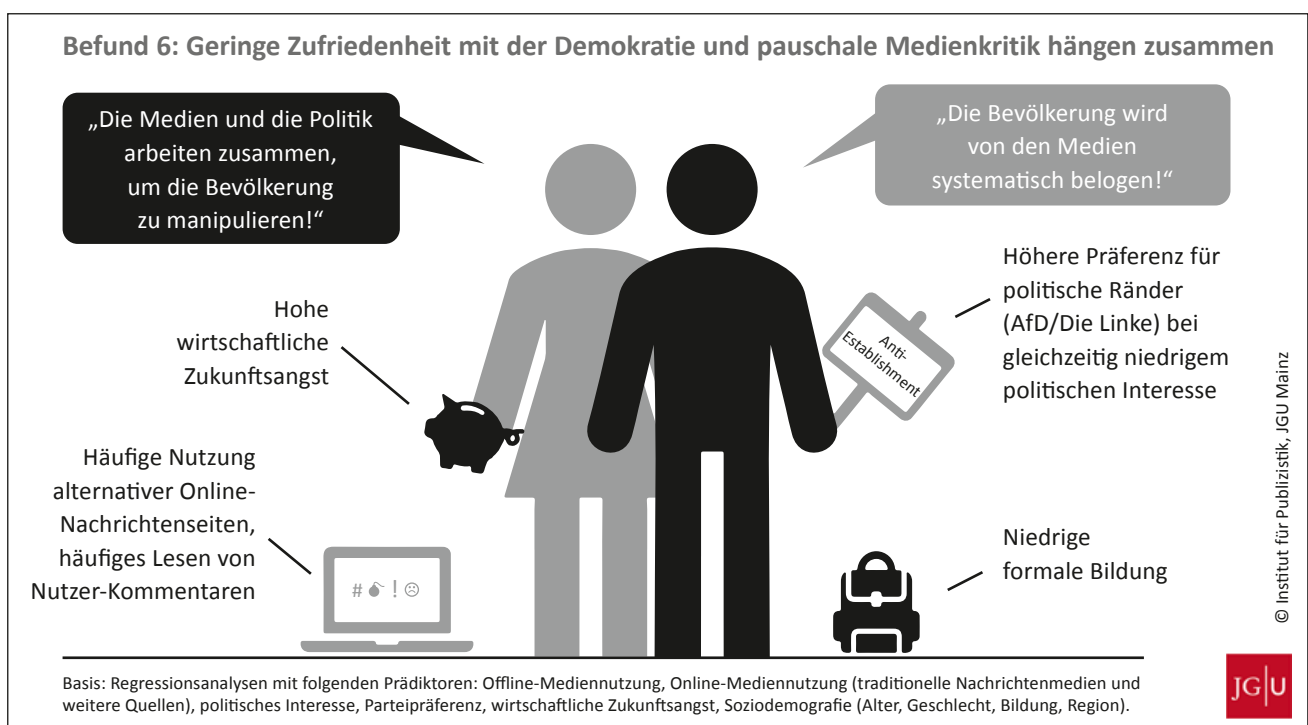 Befund 6: Geringe Zufriedenheit mit der Demokratie und pauschale Medienkritik hängen zusammen
„Die Medien und die Politik
arbeiten zusammen,
um die Bevölkerung
zu manipulieren!“
„Die Bevölkerung wird
von den Medien
systematisch belogen!“
Hohe
wirtschaftliche
Zukunftsangst
Anti-
Establishment
Höhere Präferenz für
politische Ränder
(AfD/Die Linke) bei
gleichzeitig niedrigem
politischen Interesse
Häufige Nutzung
alternativer Online-
Nachrichtenseiten,
häufiges Lesen von
Nutzer-Kommentaren
# 💣 ! ☹
Niedrige
formale Bildung
© Institut für Publizistik, JGU Mainz
Basis: Regressionsanalysen mit folgenden Prädiktoren: Offline-Mediennutzung, Online-Mediennutzung (traditionelle Nachrichtenmedien und
weitere Quellen), politisches Interesse, Parteipräferenz, wirtschaftliche Zukunftsangst, Soziodemografie (Alter, Geschlecht, Bildung, Region).
JG|U